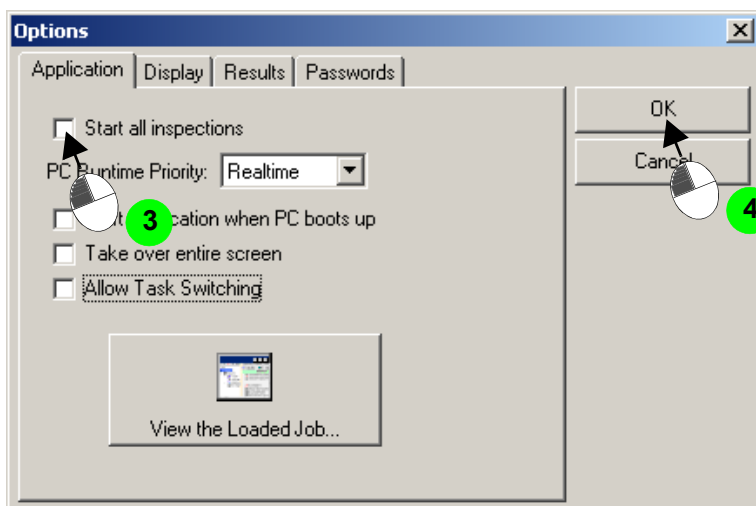 Options
Application Display Results Passwords
Start all inspections
OK
PC Runtime Priority: Realtime
Cancel
3 cation when PC boots up
4
Take over entire screen
Allow Task Switching
View the Loaded Job...